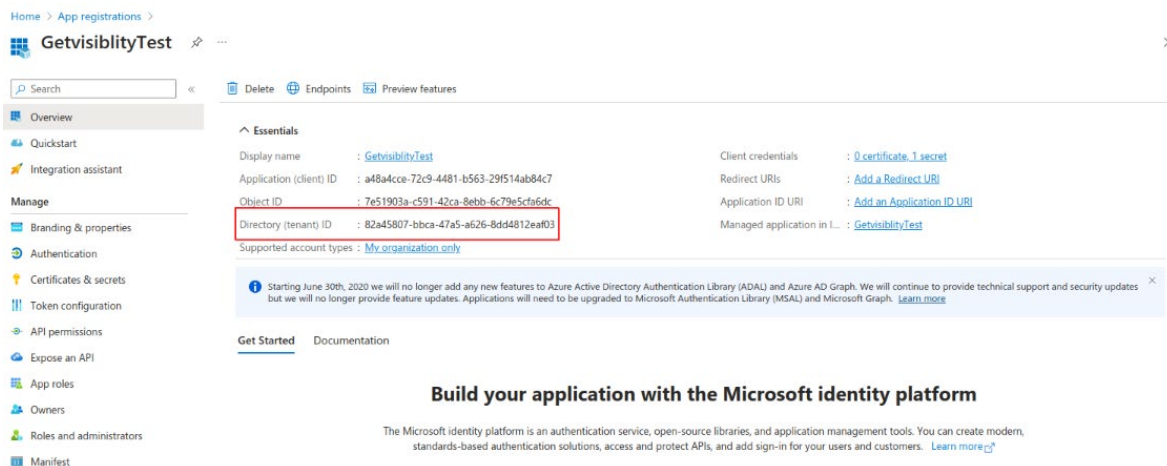 Home > App registrations >
GetvisiblityTest
Search
Overview
Quickstart
Integration assistant
Manage
Branding & properties
Authentication
Certificates & secrets
Token configuration
API permissions
Expose an API
App roles
Owners
Roles and administrators
Manifest
Delete Endpoints Preview features
Essentials
Display name : GetvisiblityTest
Application (client) ID : a48a4cce-72c9-4481-b563-29f514ab84c7
Object ID : 7e51903a-c591-42ca-8ebb-6c79e5cfa6dc
Directory (tenant) ID : 82a45807-bbca-47a5-a626-8dd4812eaf03
Supported account types : My organization only
Client credentials : 0 certificate, 1 secret
Redirect URIs : Add a Redirect URI
Application ID URI : Add an Application ID URI
Managed application in l... : GetvisiblityTest
Starting June 30th, 2020 we will no longer add any new features to Azure Active Directory Authentication Library (ADAL) and Azure AD Graph. We will continue to provide technical support and security updates
but we will no longer provide feature updates. Applications will need to be upgraded to Microsoft Authentication Library (MSAL) and Microsoft Graph. Learn more
Get Started Documentation
Build your application with the Microsoft identity platform
The Microsoft identity platform is an authentication service, open-source libraries, and application management tools. You can create modern,
standards-based authentication solutions, access and protect APIs, and add sign-in for your users and customers. Learn more